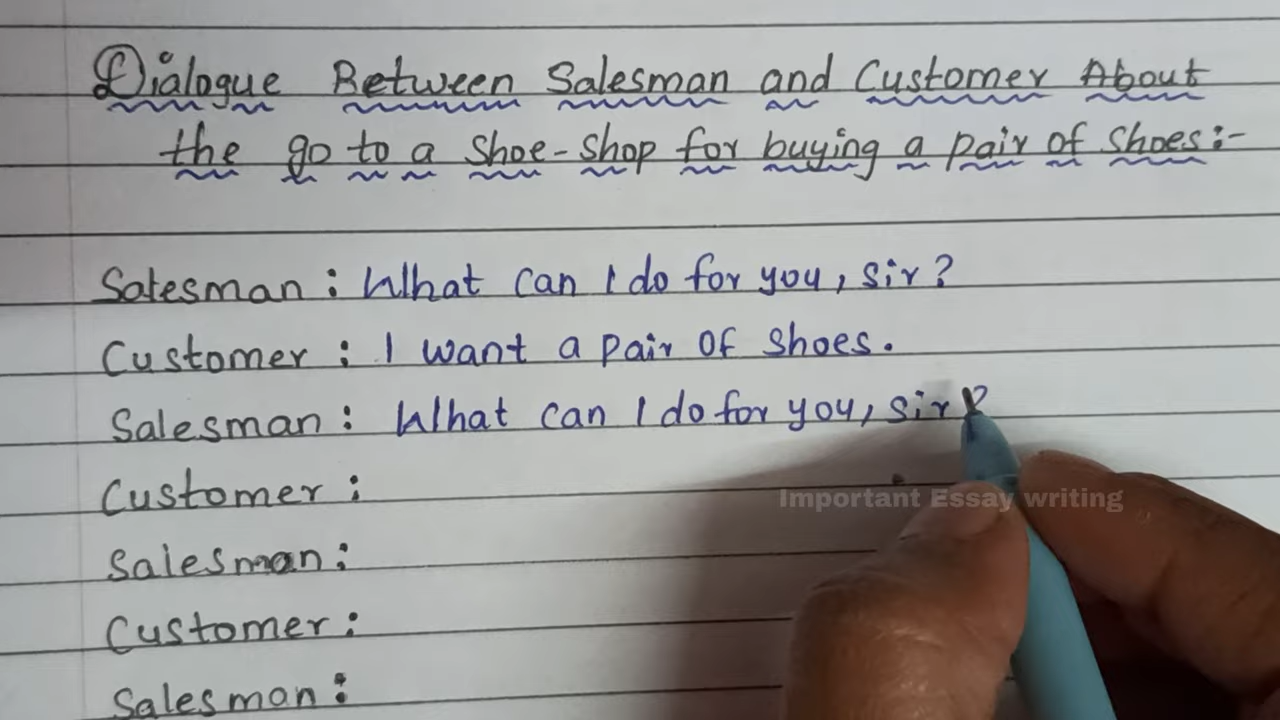 Dialogue Between Salesman and Customer About
the go to a shoe-shop for buying a pair of shoes:-
Salesman : What can I do for you, sir?
Customer : I want a pair of shoes.
Salesman : What can I do for you, sir?
Customer :
Important Essay writing
Salesman :
Customer :
Salesman :